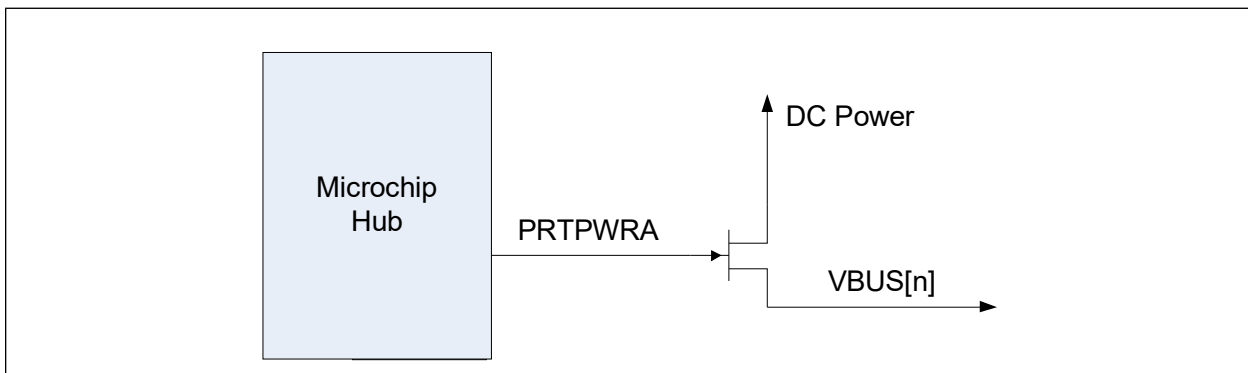 DC Power
Microchip
Hub
PRTPWRA
VBUS[n]